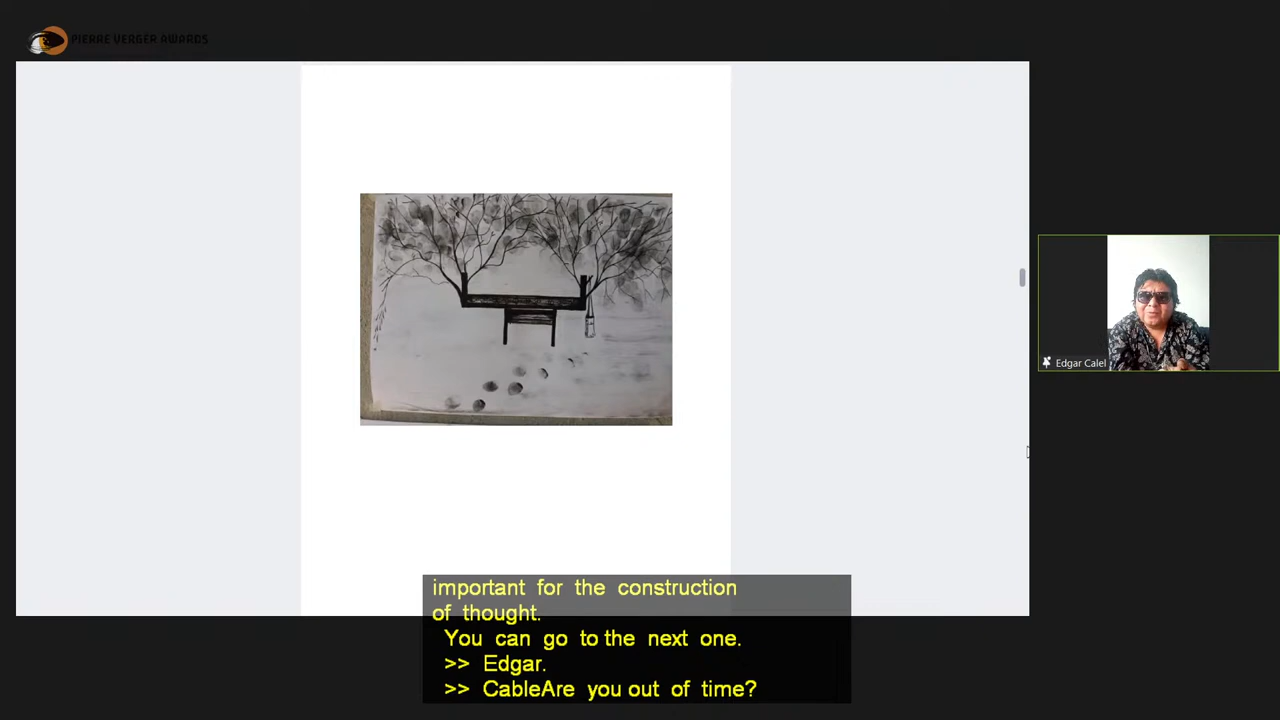 PIERRE VERGER AWARDS
Edgar Calel
important for the construction
of thought.
You can go to the next one.
>> Edgar.
>> CableAre you out of time?